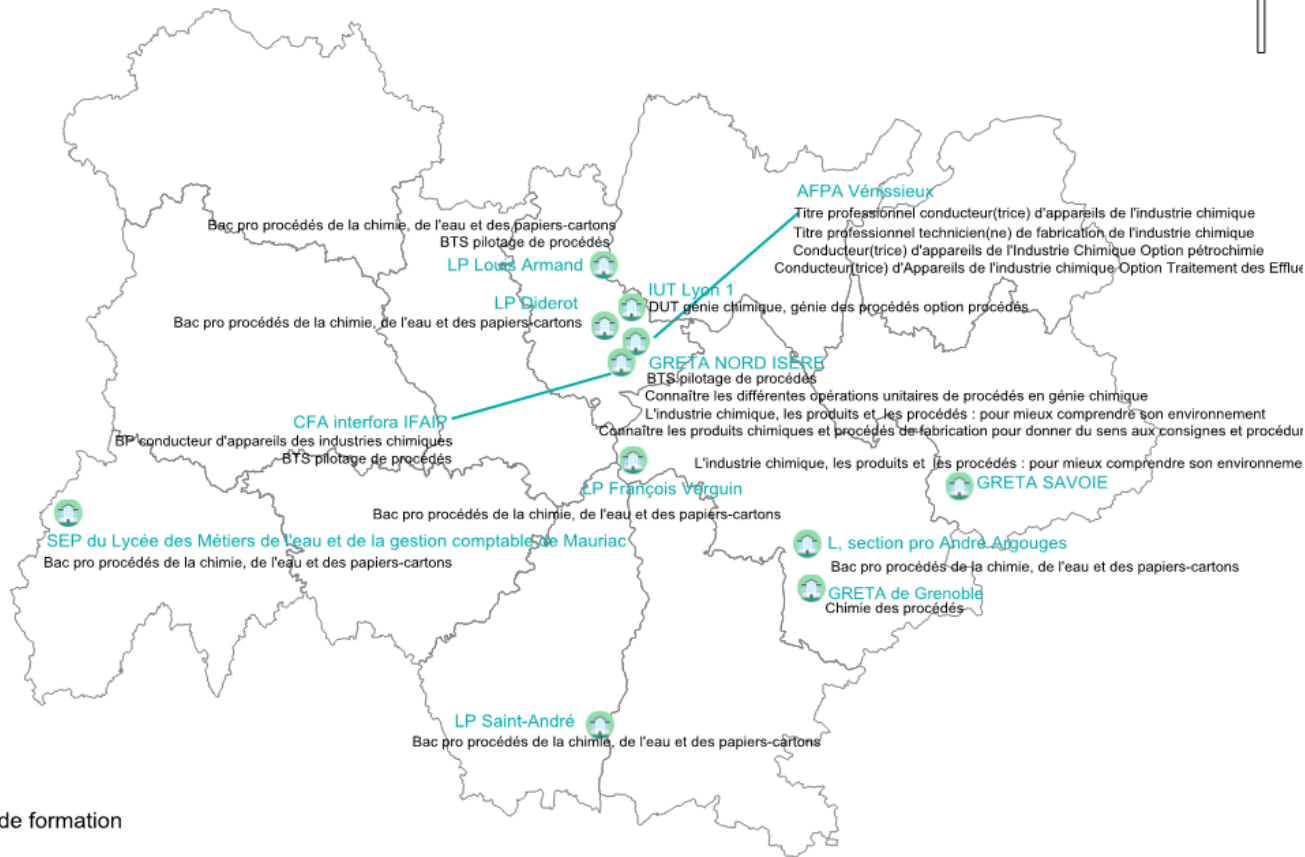 Bac pro procédés de la chimie, de l'eau et des papiers-cartons
BTS pilotage de procédés
LP Louis Armand
AFPA Vénissieux
Titre professionnel conducteur(trice) d'appareils de l'industrie chimique
Titre professionnel technicien(ne) de fabrication de l'industrie chimique
Conducteur(trice) d'appareils de l'Industrie Chimique Option pétrochimie
Conducteur(trice) d'Appareils de l'industrie chimique Option Traitement des Efflue
IUT Lyon 1
DUT génie chimique, génie des procédés option procédés
LP Diderot
Bac pro procédés de la chimie, de l'eau et des papiers-cartons
GRETA NORD ISERE
BTS pilotage de procédés
Connaître les différentes opérations unitaires de procédés en génie chimique
L'industrie chimique, les produits et les procédés : pour mieux comprendre son environnement
Connaître les produits chimiques et procédés de fabrication pour donner du sens aux consignes et procédur
CFA interfora IFAIP
BP conducteur d'appareils des industries chimiques
BTS pilotage de procédés
L'industrie chimique, les produits et les procédés : pour mieux comprendre son environneme
GRETA SAVOIE
LP François Verguin
Bac pro procédés de la chimie, de l'eau et des papiers-cartons
SEP du Lycée des Métiers de l'eau et de la gestion comptable de Mauriac
Bac pro procédés de la chimie, de l'eau et des papiers-cartons
L, section pro André Argouges
Bac pro procédés de la chimie, de l'eau et des papiers-cartons
GRETA de Grenoble
Chimie des procédés
LP Saint-André
Bac pro procédés de la chimie, de l'eau et des papiers-cartons
de formation